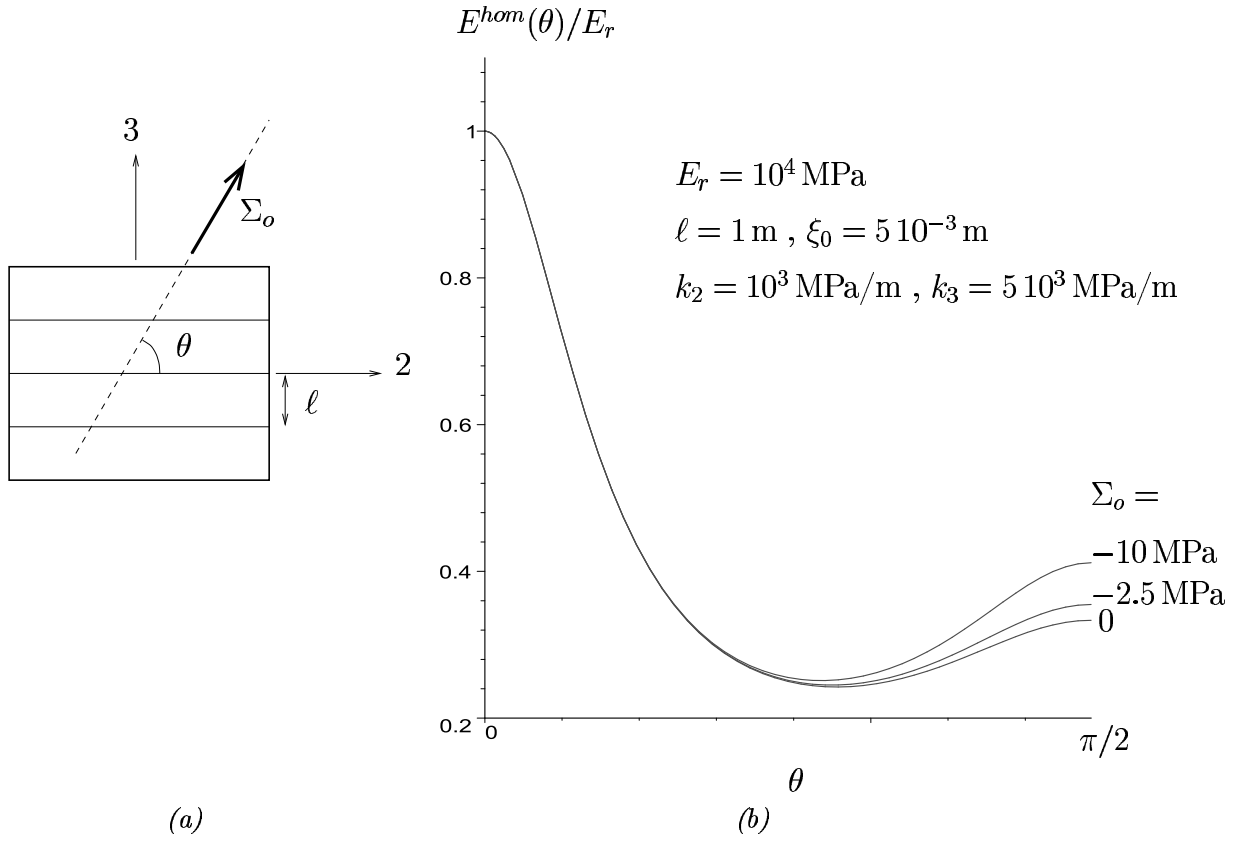 E^{hom}(θ)/E_r
3
Σ_o
θ
2
ℓ
(a)
1
0.8
0.6
0.4
0.2
0
π/2
θ
E_r = 10^4 MPa
ℓ = 1 m , ξ_0 = 5 10^{−3} m
k_2 = 10^3 MPa/m , k_3 = 5 10^3 MPa/m
Σ_o =
−10 MPa
−2.5 MPa
0
(b)